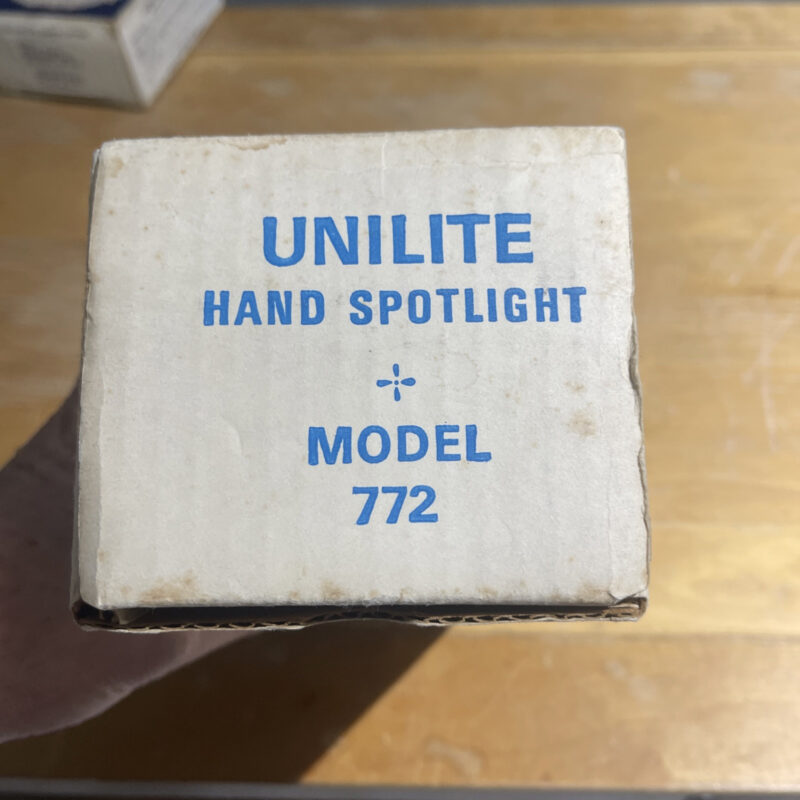 UNILITE
HAND SPOTLIGHT
MODEL
772